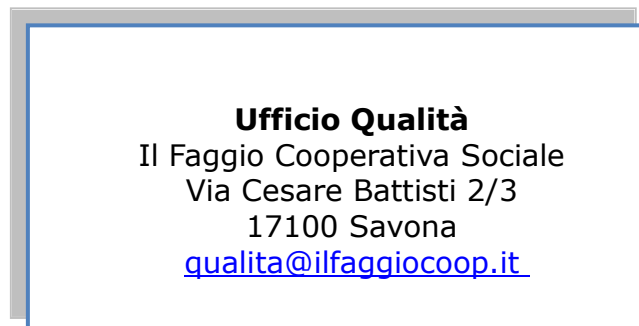 Ufficio Qualità
Il Faggio Cooperativa Sociale
Via Cesare Battisti 2/3
17100 Savona
qualita@ilfaggiocoop.it